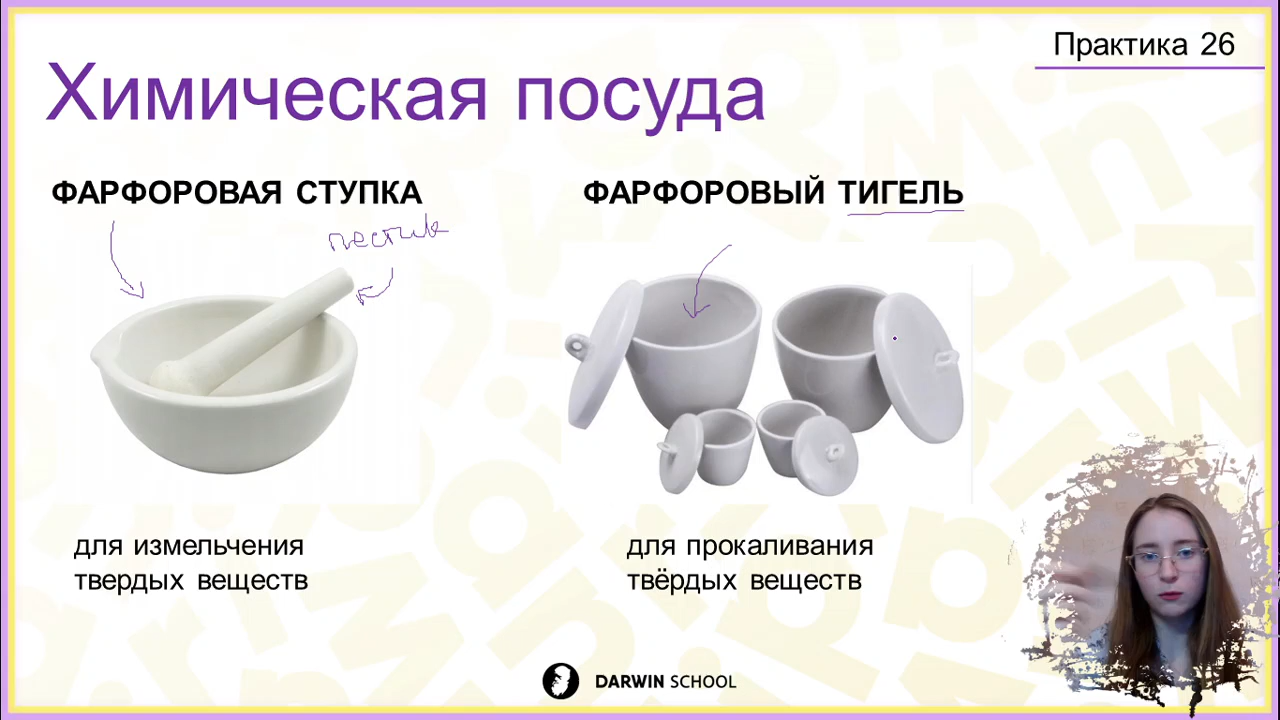 Практика 26
Химическая посуда
ФАРФОРОВАЯ СТУПКА
ФАРФОРОВЫЙ ТИГЕЛЬ
пестик
для измельчения
твердых веществ
для прокаливания
твёрдых веществ
DARWIN SCHOOL